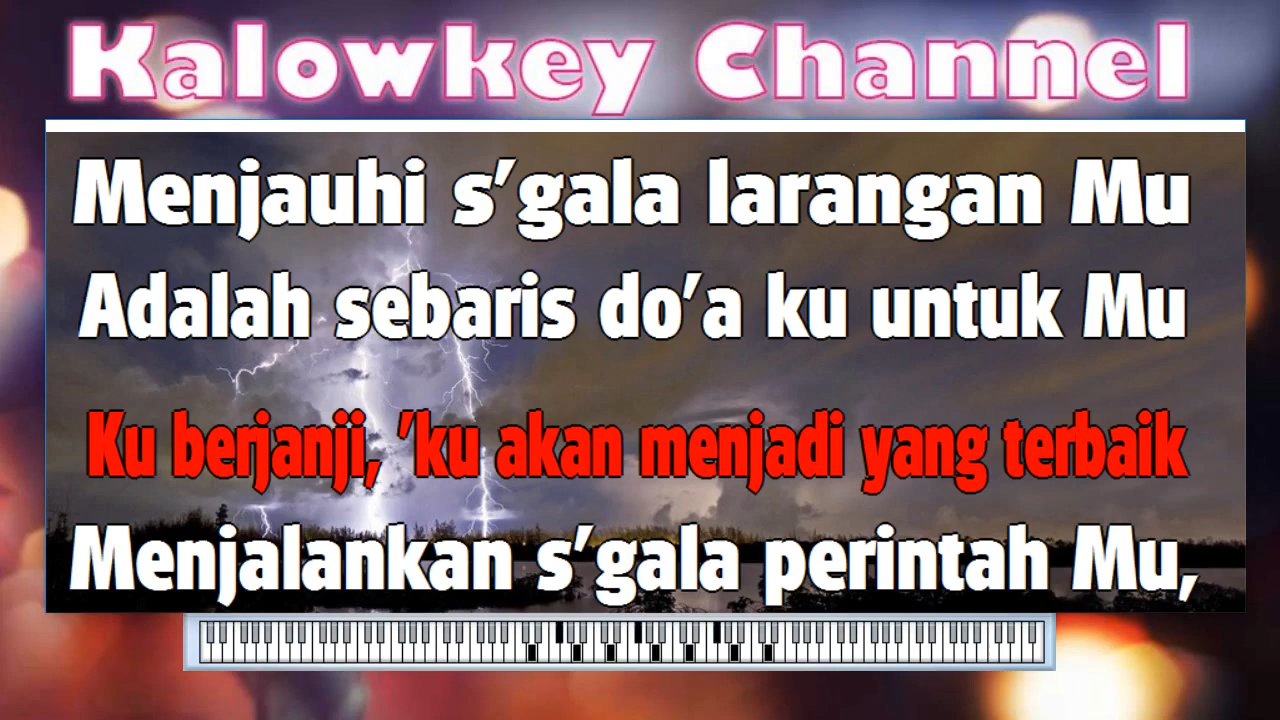 Kalowkey Channel
Menjauhi s'gala larangan Mu
Adalah sebaris do'a ku untuk Mu
Ku berjanji, 'ku akan menjadi yang terbaik
Menjalankan s'gala perintah Mu,